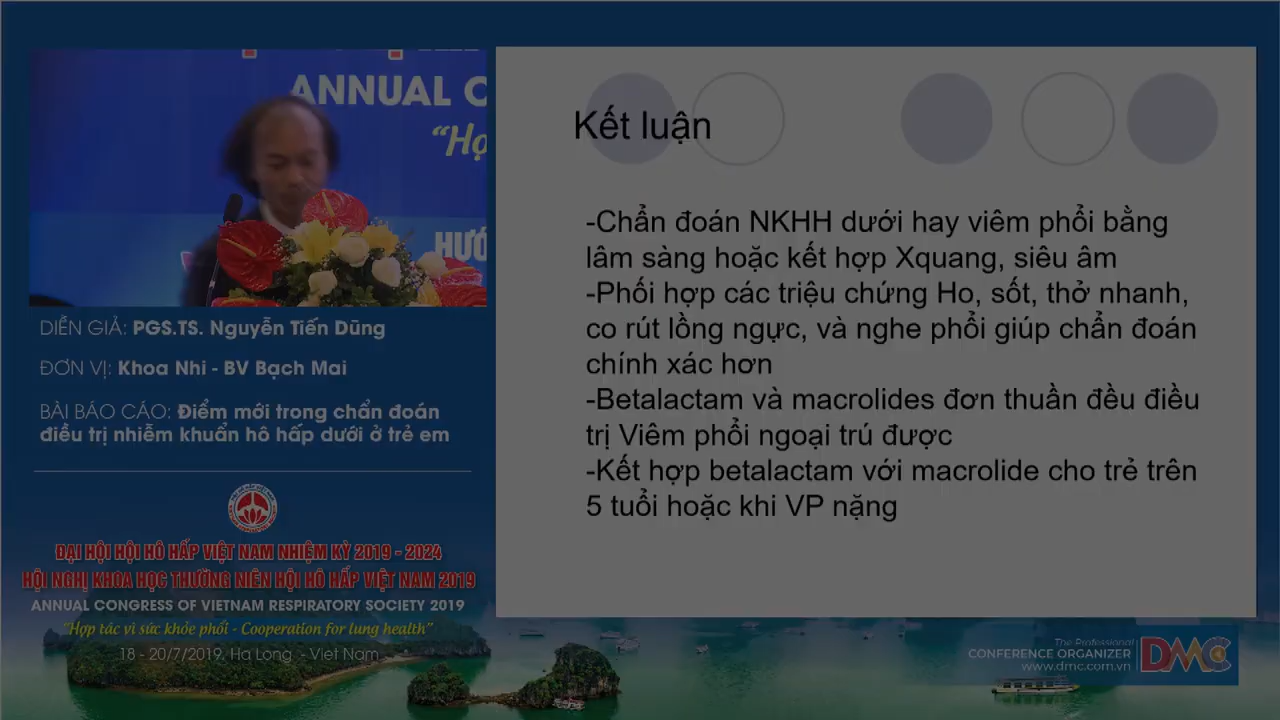 ANNUAL C
“Hợ
HƯỚ
DIỄN GIẢ: PGS.TS. Nguyễn Tiến Dũng
ĐƠN VỊ: Khoa Nhi - BV Bạch Mai
BÀI BÁO CÁO: Điểm mới trong chẩn đoán
điều trị nhiễm khuẩn hô hấp dưới ở trẻ em
ĐẠI HỘI HỘI HÔ HẤP VIỆT NAM NHIỆM KỲ 2019 - 2024
HỘI NGHỊ KHOA HỌC THƯỜNG NIÊN HỘI HÔ HẤP VIỆT NAM 2019
ANNUAL CONGRESS OF VIETNAM RESPIRATORY SOCIETY 2019
“Hợp tác vì sức khỏe phổi - Cooperation for lung health”
18 - 20/7/2019. Ha Long - Viet Nam
Kết luận
-Chẩn đoán NKHH dưới hay viêm phổi bằng
lâm sàng hoặc kết hợp Xquang, siêu âm
-Phối hợp các triệu chứng Ho, sốt, thở nhanh,
co rút lồng ngực, và nghe phổi giúp chẩn đoán
chính xác hơn
-Betalactam và macrolides đơn thuần đều điều
trị Viêm phổi ngoại trú được
-Kết hợp betalactam với macrolide cho trẻ trên
5 tuổi hoặc khi VP nặng
The Professional
CONFERENCE ORGANIZER
www.dmc.com.vn
DMC